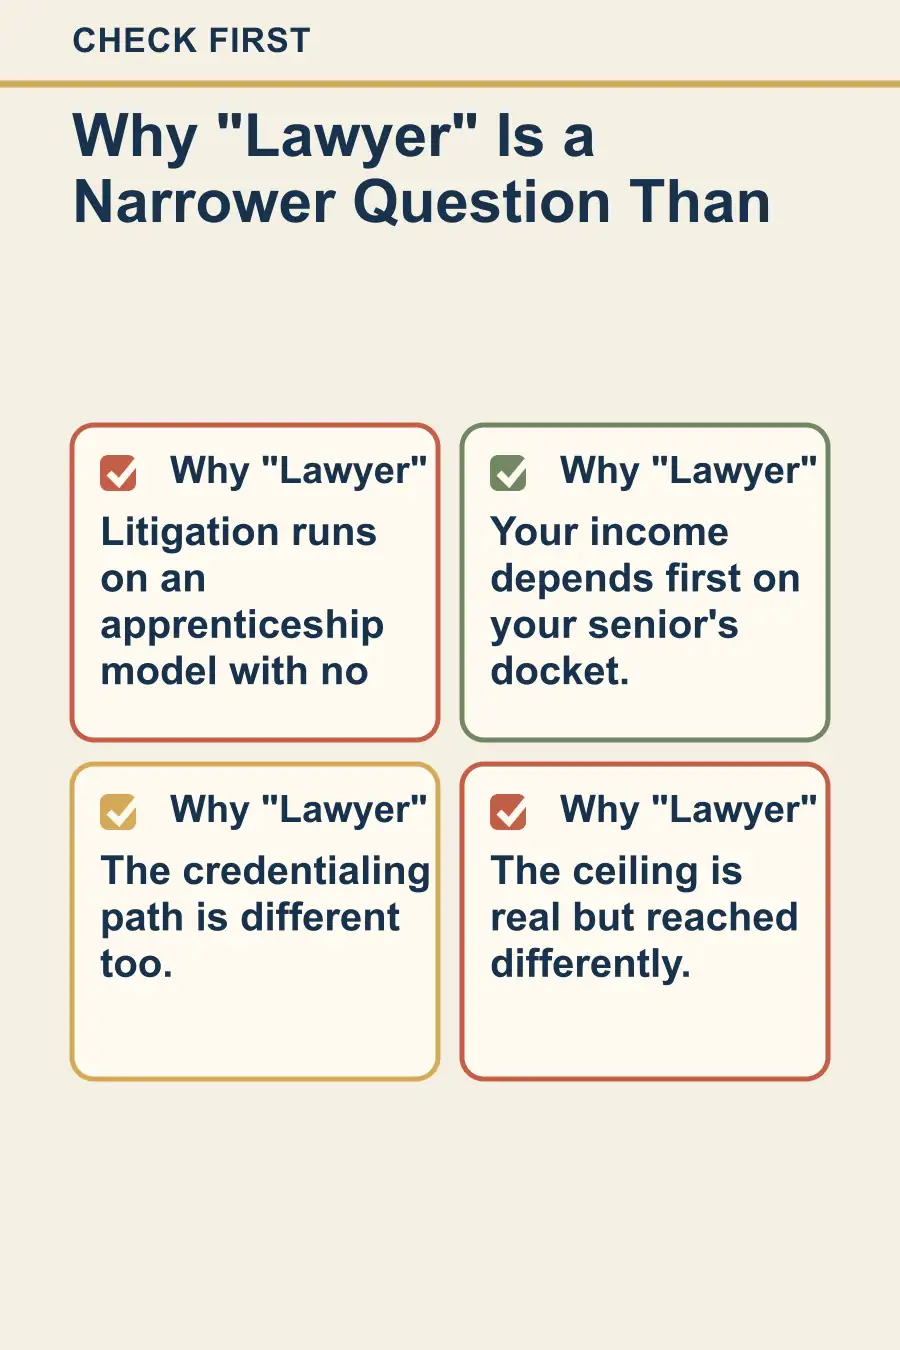 CHECK FIRST
Why "Lawyer" Is a
Narrower Question Than
Why "Lawyer"
Litigation runs
on an
apprenticeship
model with no
Why "Lawyer"
Your income
depends first on
your senior's
docket.
Why "Lawyer"
The credentialing
path is different
too.
Why "Lawyer"
The ceiling is
real but reached
differently.